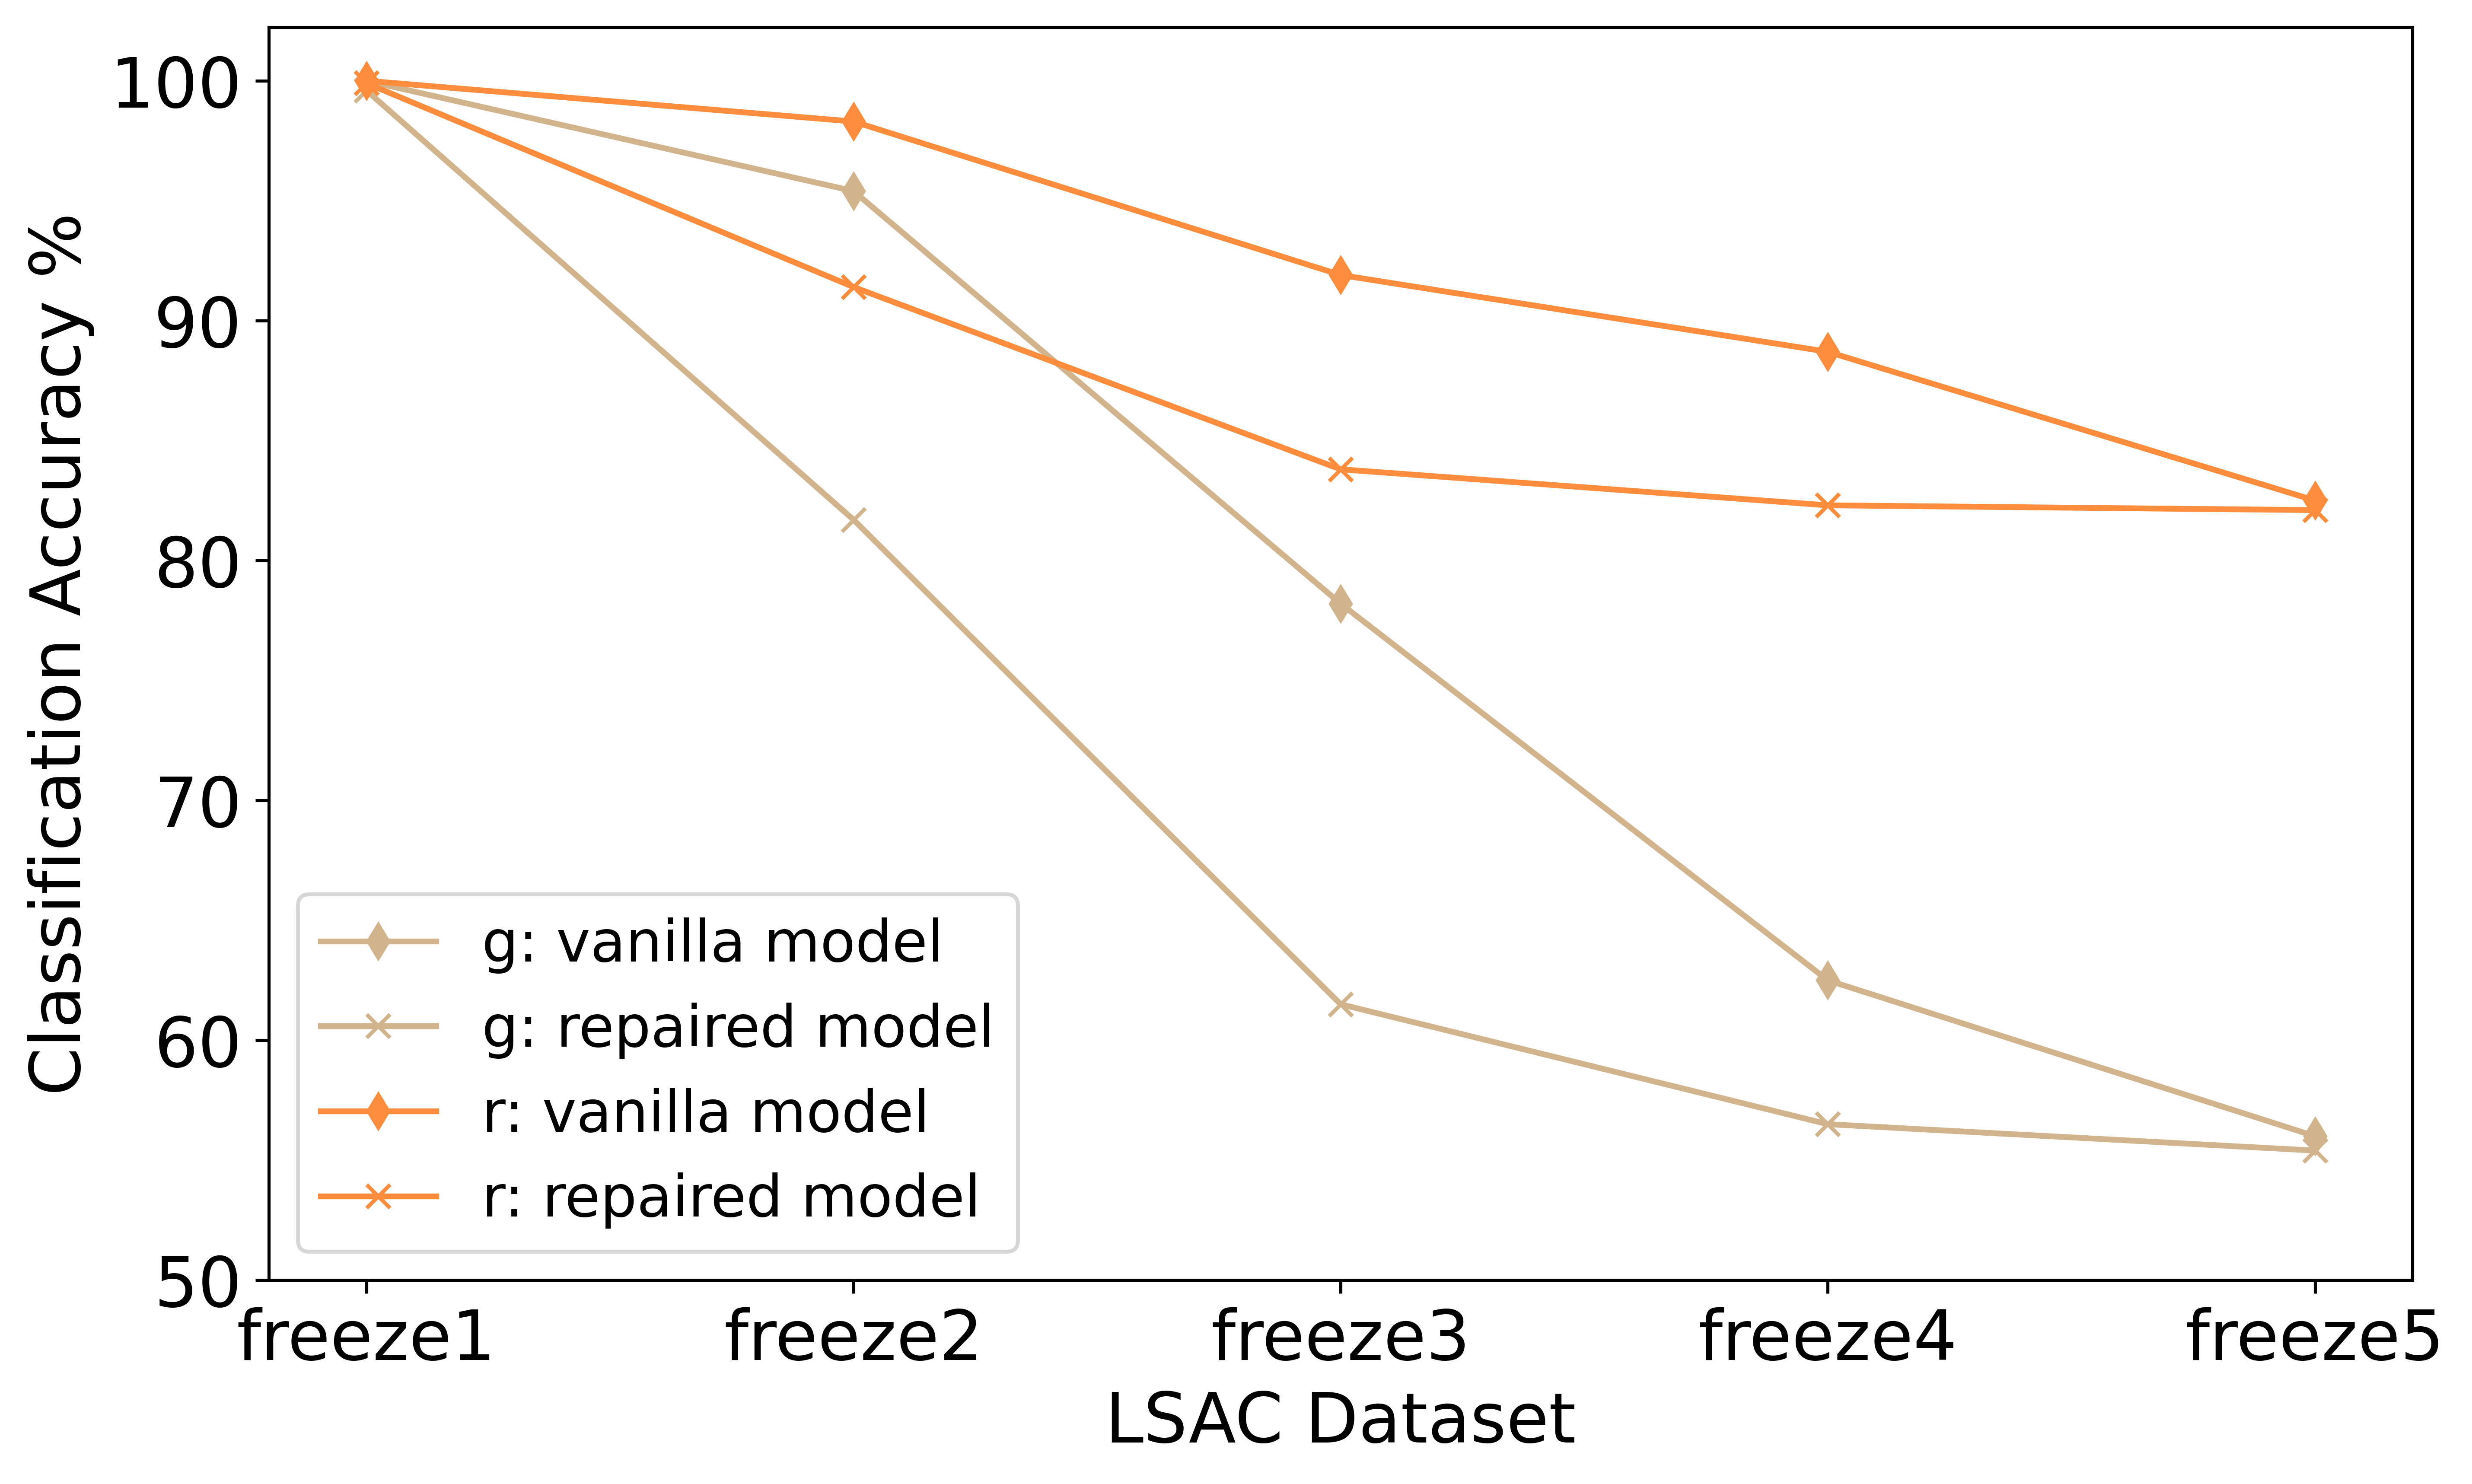 Classification Accuracy %
100
90
80
70
60
50
g: vanilla model
g: repaired model
r: vanilla model
r: repaired model
freeze1 freeze2 freeze3 freeze4 freeze5
LSAC Dataset